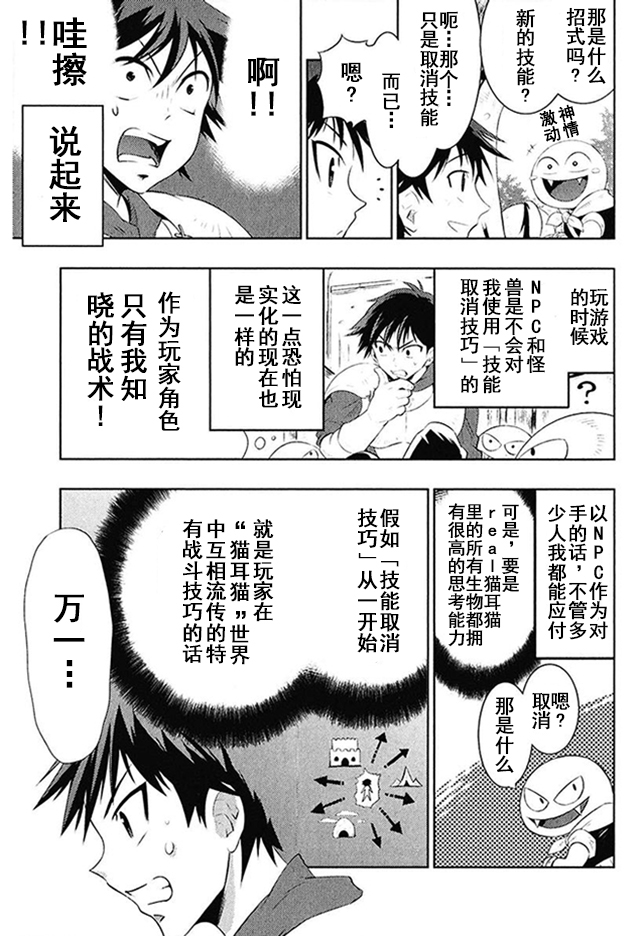 那是什么
招式吗？
新的技能？
神情
激动
呃…那个…
只是取消技能
而已…
嗯？
啊!!
哇擦
!!
说起来
玩游戏
的时候
NPC和怪
兽是不会对
我使用「技能
取消技巧」的
?
这一点恐怕现
实化的现在也
是一样的
作为玩家角色
只有我知
晓的战术！
以NPC作为对
手的话，不管多
少人我都能应付
可是，要是
real猫耳猫
里的所有生物都拥
有很高的思考能力
嗯？
取消
那是什么
假如「技能取消
技巧」从一开始
就是玩家在
“猫耳猫”世界
中互相流传的特
有战斗技巧的话
万一…